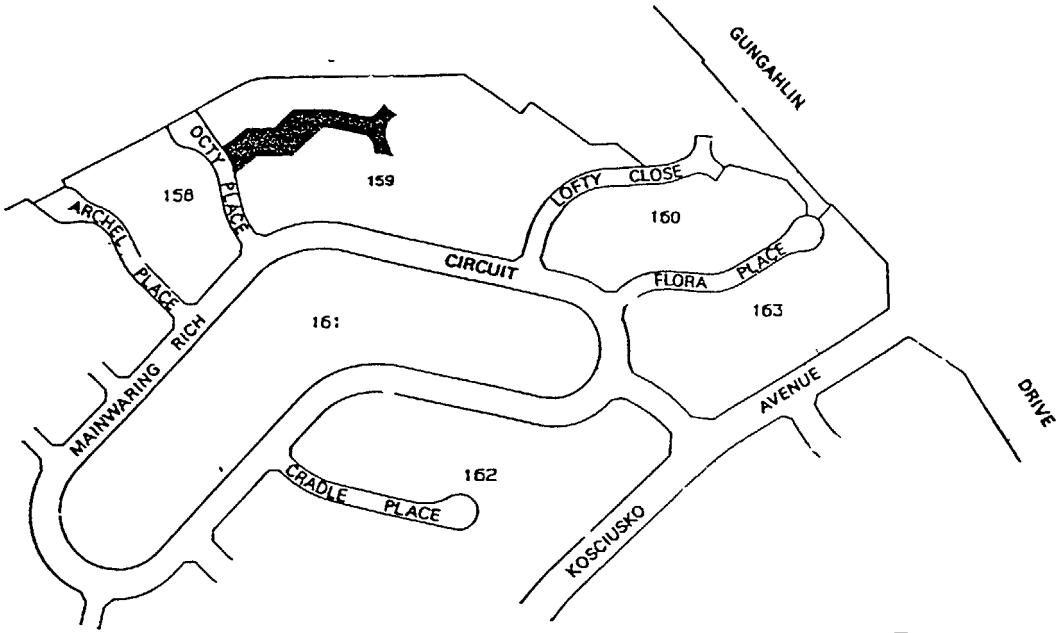 GUNGAHLIN
DRIVE
OCTY PLACE
158
159
ARCHEL PLACE
LOFTY CLOSE
160
CIRCUIT
FLORA PLACE
163
161
MAINWARING RICH
AVENUE
162
CRADLE PLACE
KOSCIUSKO